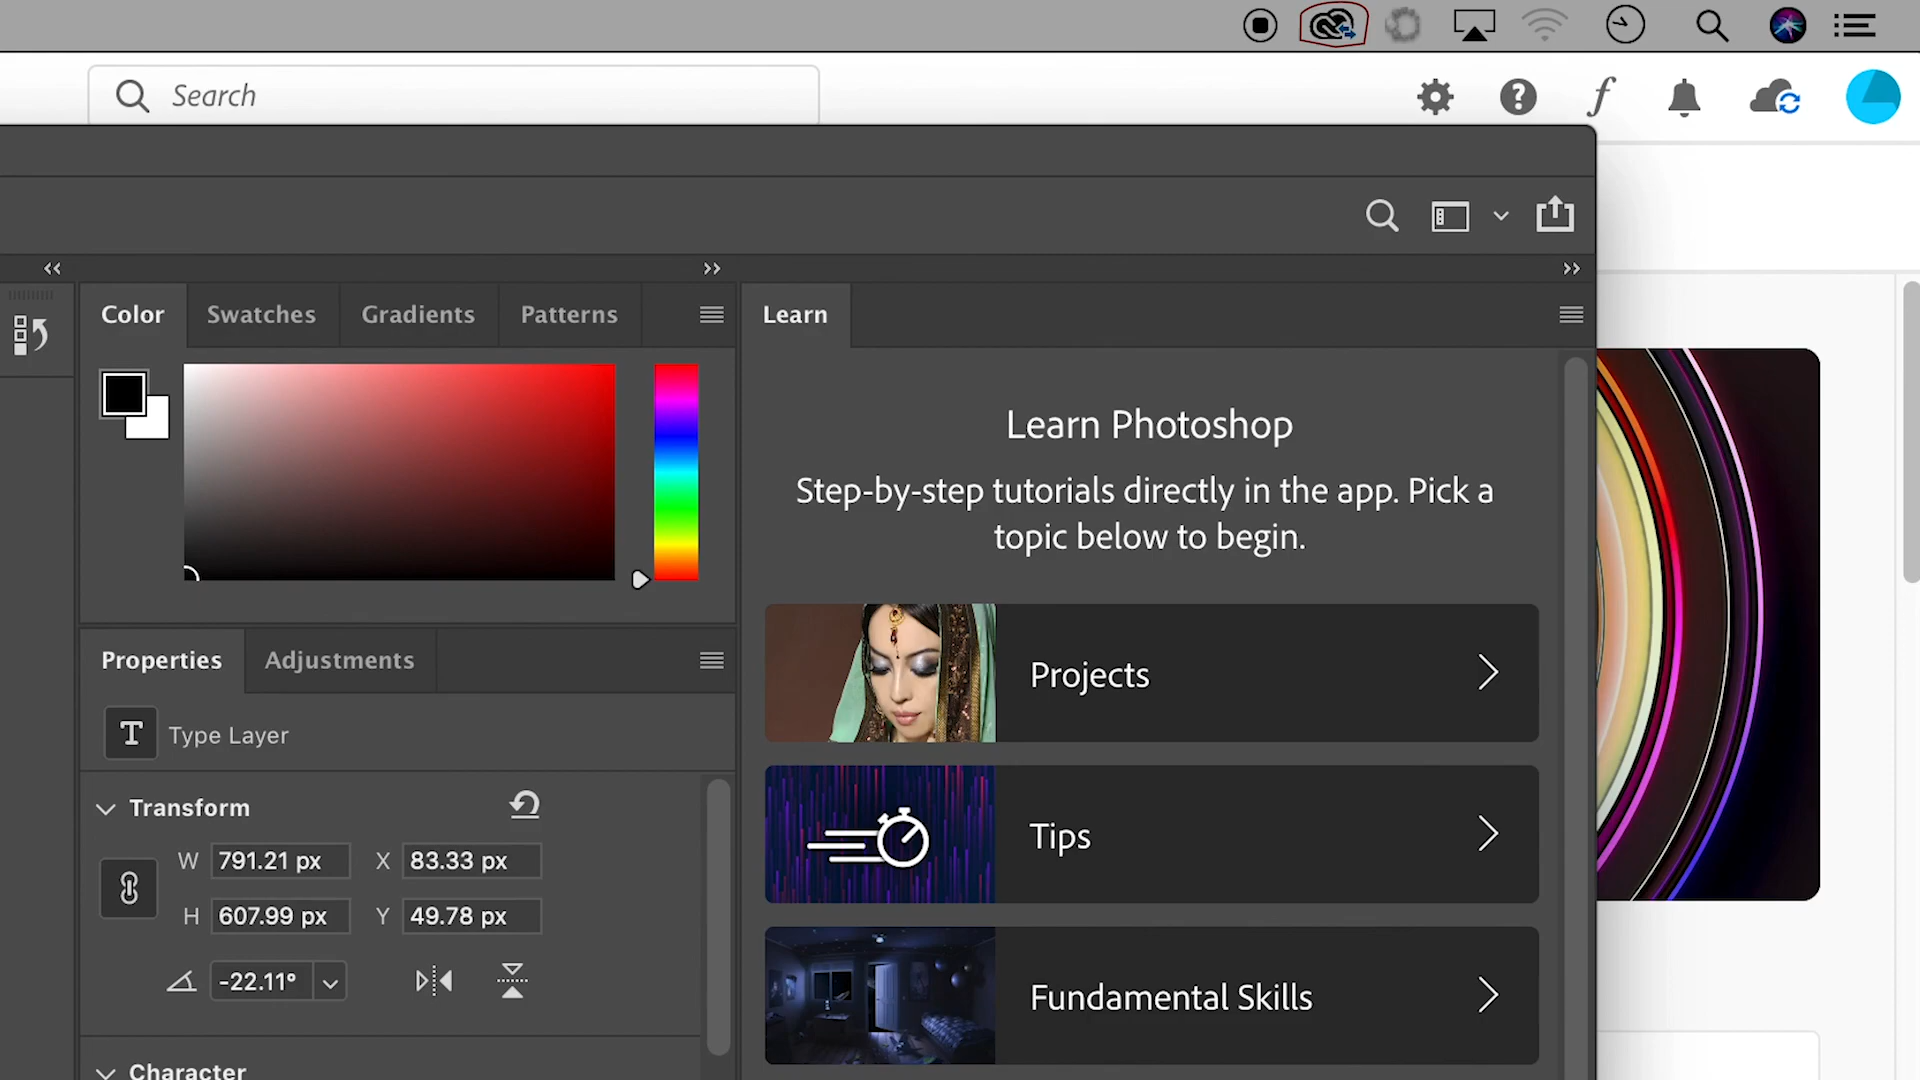 Search
Color
Swatches
Gradients
Patterns
Learn
Learn Photoshop
Step-by-step tutorials directly in the app. Pick a
topic below to begin.
Projects
Tips
Fundamental Skills
Properties
Adjustments
T
Type Layer
Transform
W 791.21 px X 83.33 px
H 607.99 px Y 49.78 px
-22.11°
Character